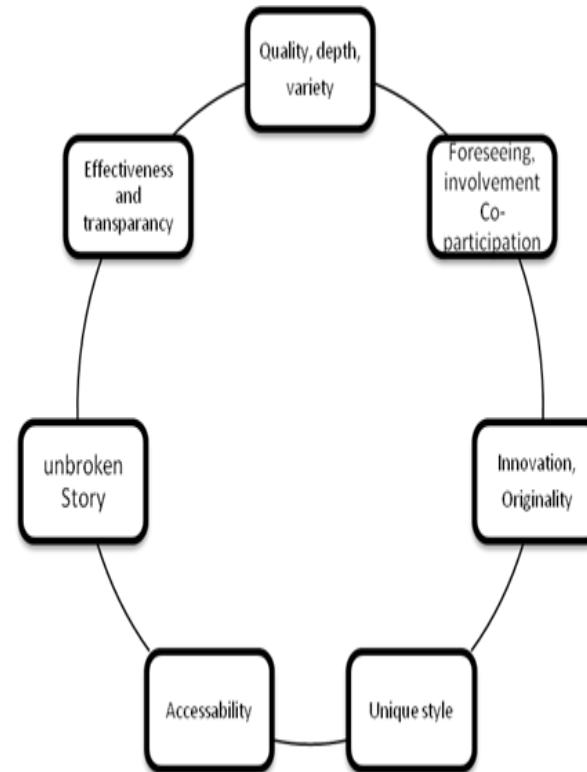 Quality, depth,
variety
Foreseeing,
involvement
Co-
participation
Innovation,
Originality
Unique style
Accessability
unbroken
Story
Effectiveness
and
transparancy